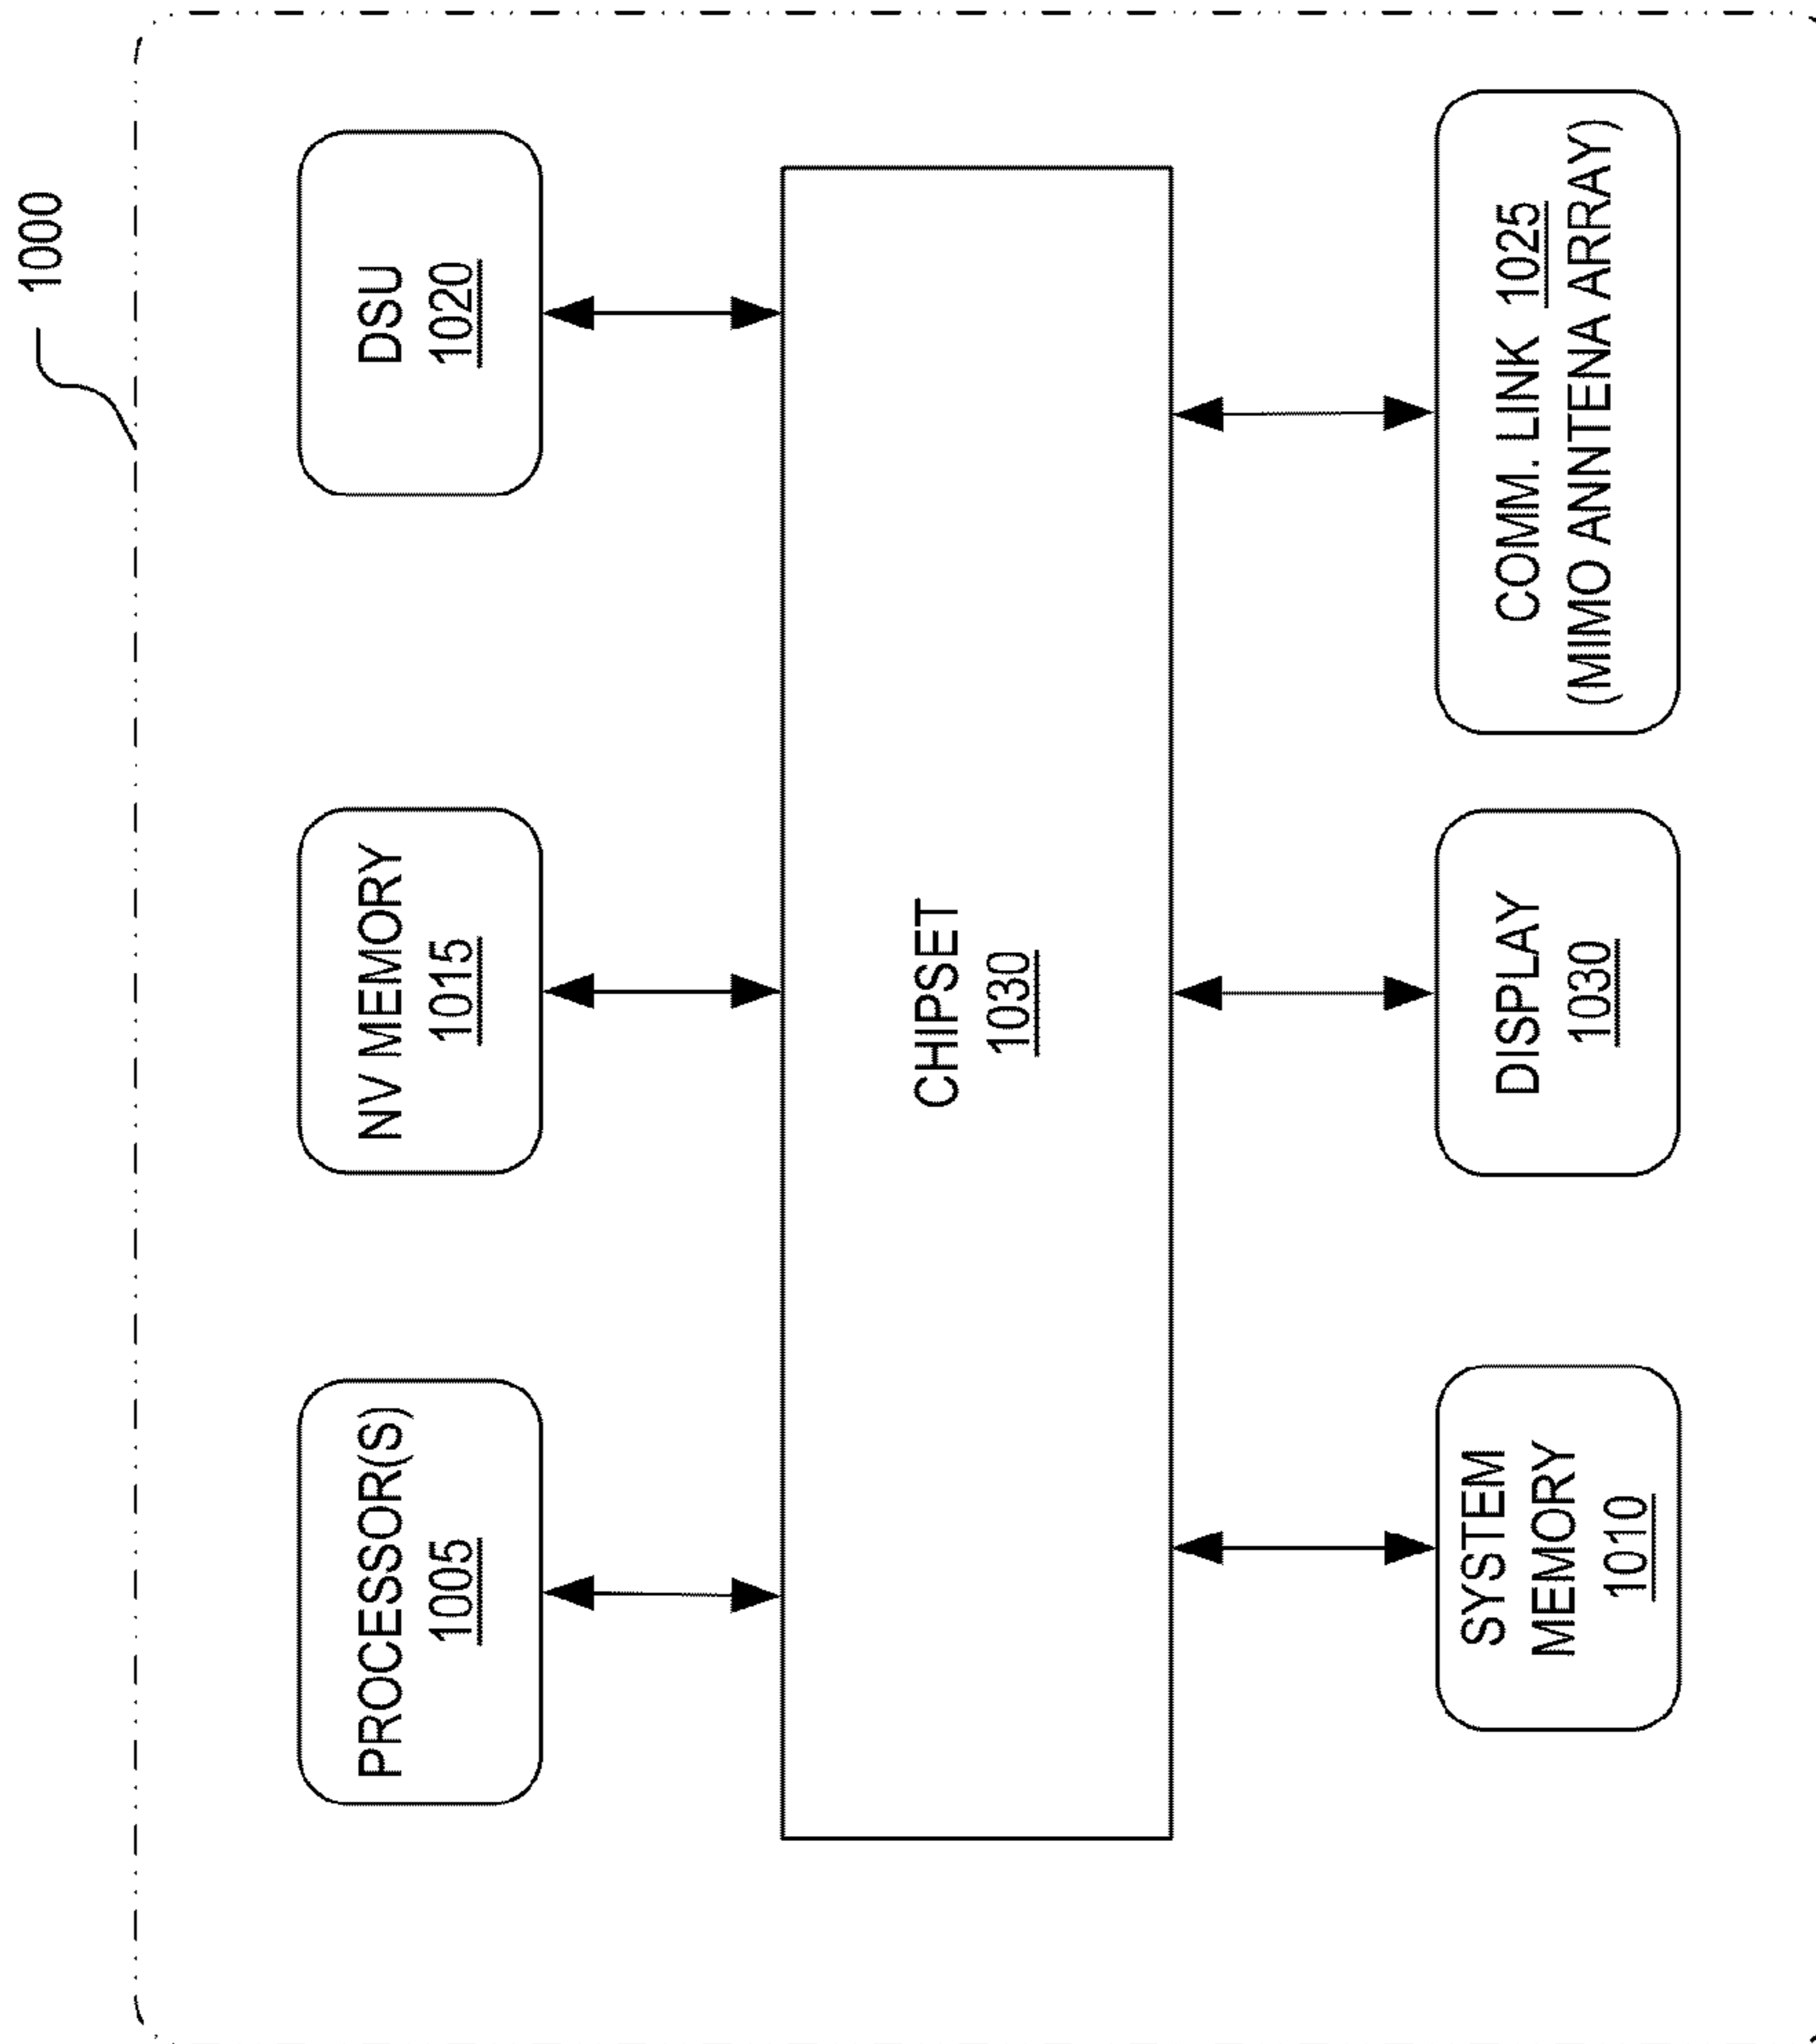 1000
PROCESSOR(S)
1005
NV MEMORY
1015
DSU
1020
CHIPSET
1030
SYSTEM
MEMORY
1010
DISPLAY
1030
COMM. LINK 1025
(MIMO ANNTENA ARRAY)